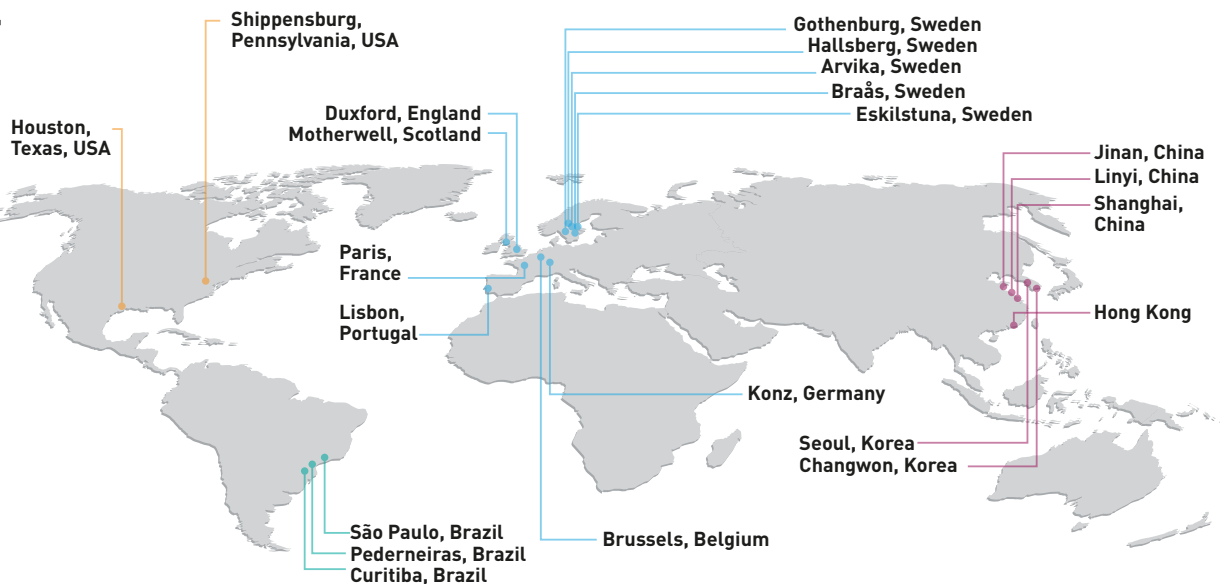 Shippensburg,
Pennsylvania, USA
Houston,
Texas, USA
Duxford, England
Motherwell, Scotland
Gothenburg, Sweden
Hallsberg, Sweden
Arvika, Sweden
Braås, Sweden
Eskilstuna, Sweden
Jinan, China
Linyi, China
Shanghai,
China
Paris,
France
Lisbon,
Portugal
Hong Kong
Konz, Germany
Seoul, Korea
Changwon, Korea
São Paulo, Brazil
Pederneiras, Brazil
Curitiba, Brazil
Brussels, Belgium